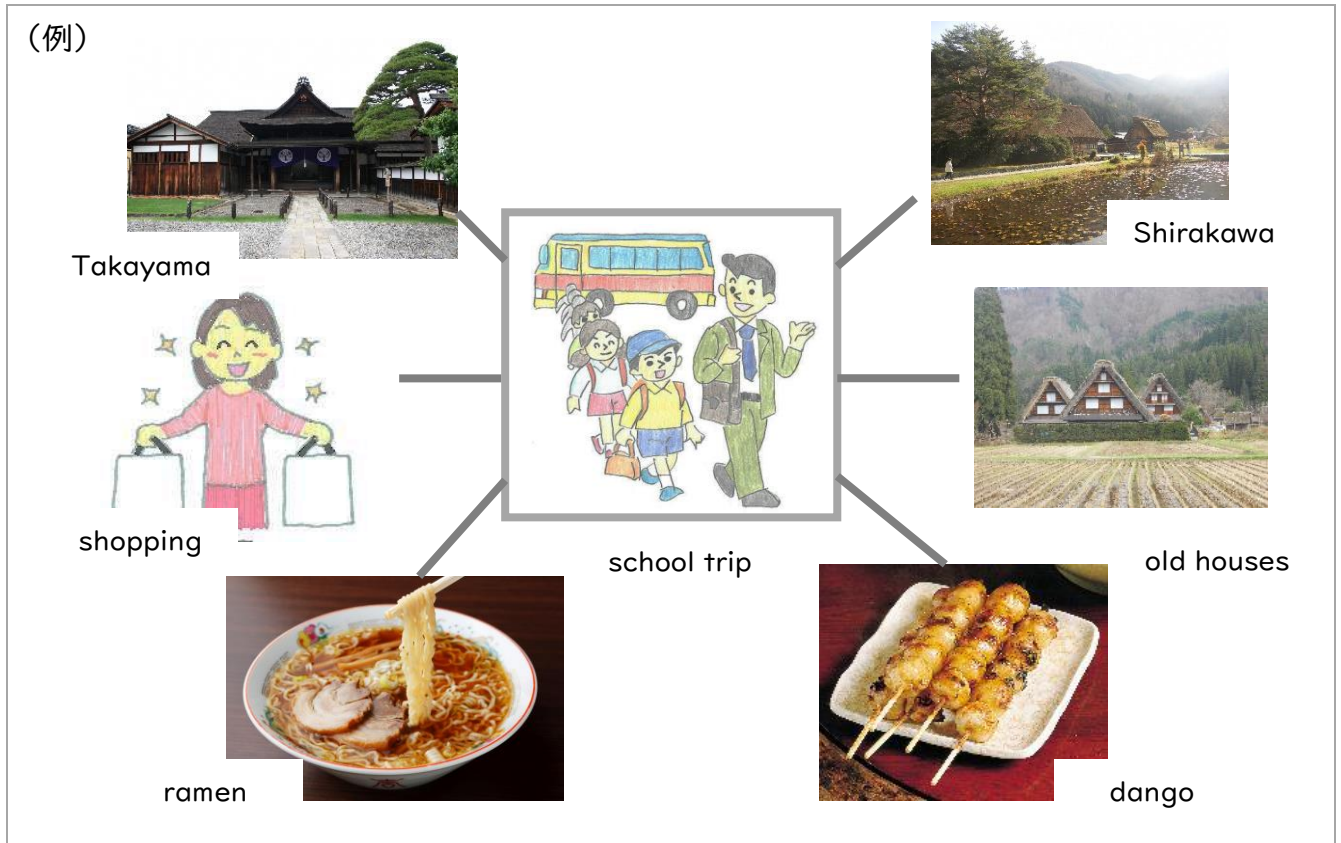 （例）
Takayama
Shirakawa
shopping
school trip
old houses
ramen
dango